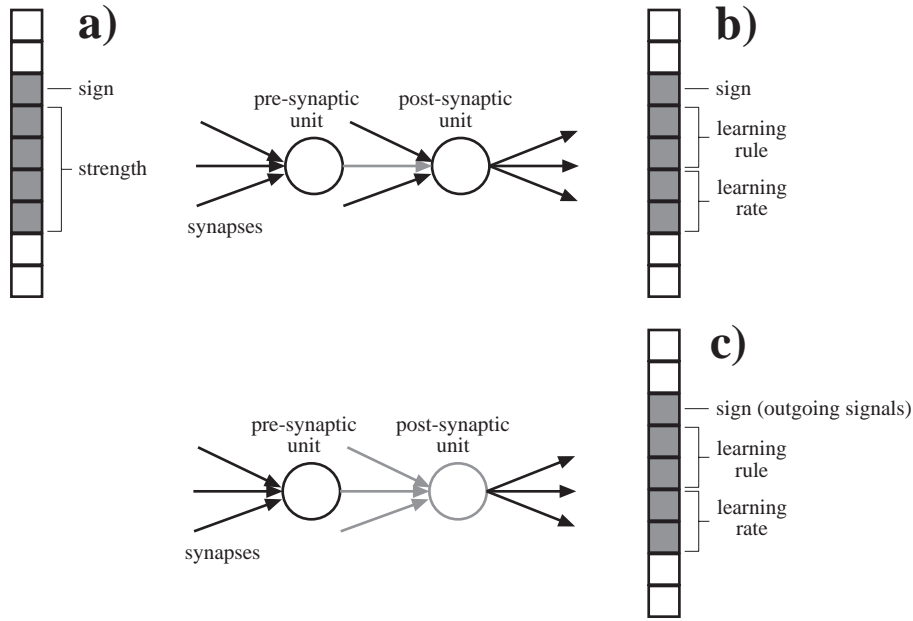 a)
sign
strength
pre-synaptic
unit
post-synaptic
unit
synapses
b)
sign
learning
rule
learning
rate
pre-synaptic
unit
post-synaptic
unit
synapses
c)
sign (outgoing signals)
learning
rule
learning
rate